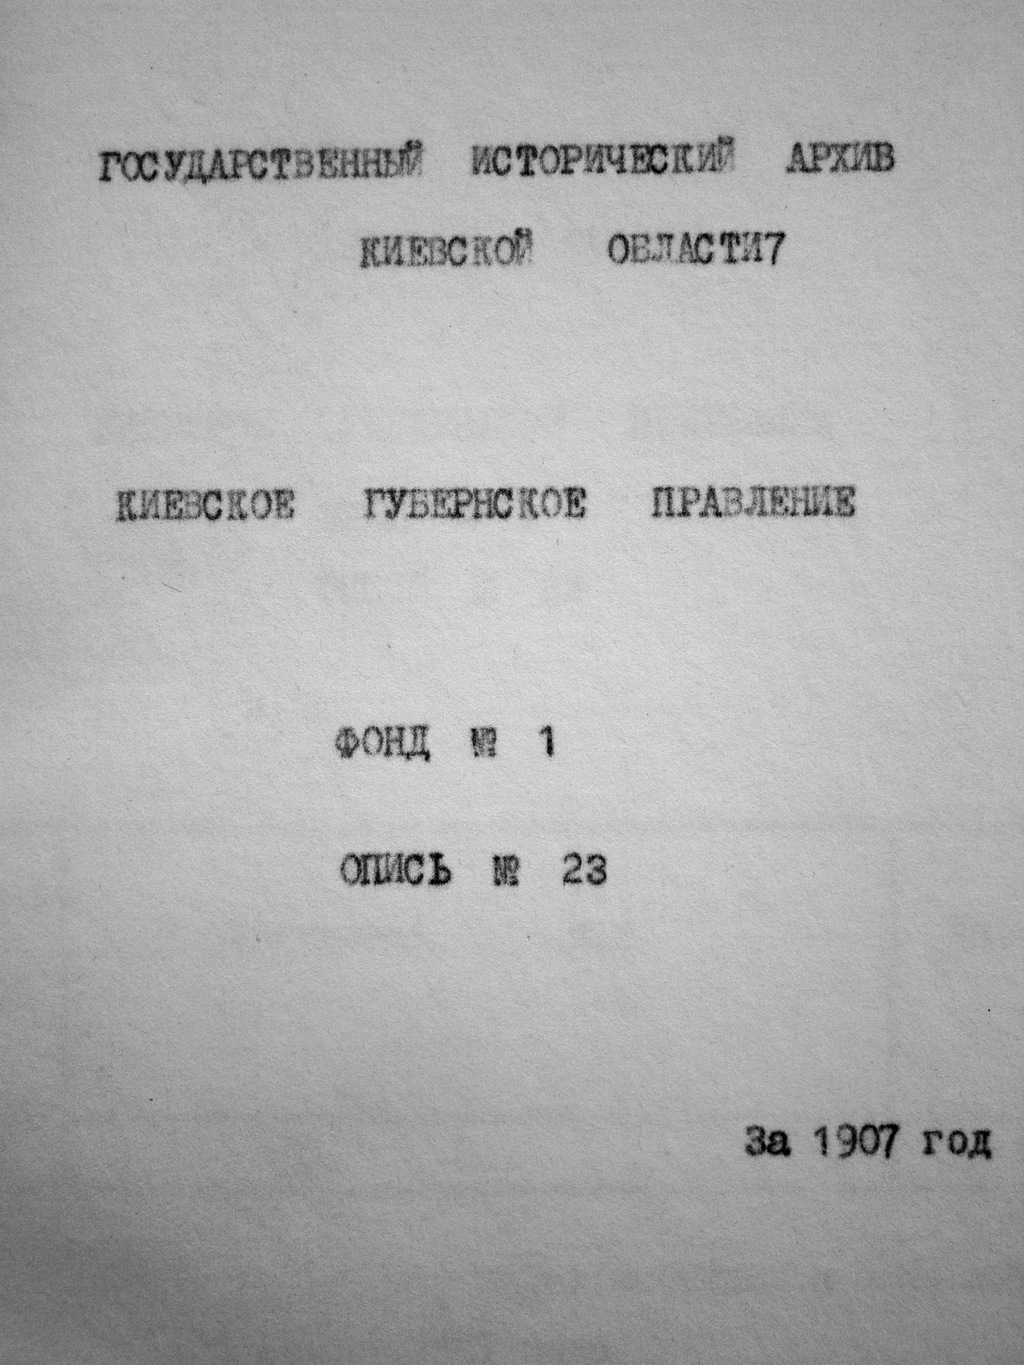 ГОСУДАРСТВЕННЫЙ ИСТОРИЧЕСКИЙ АРХИВ
КИЕВСКОЙ ОБЛАСТИ7
КИЕВСКОЕ ГУБЕРНСКОЕ ПРАВЛЕНИЕ
ФОНД № 1
ОПИСЬ № 23
За 1907 год